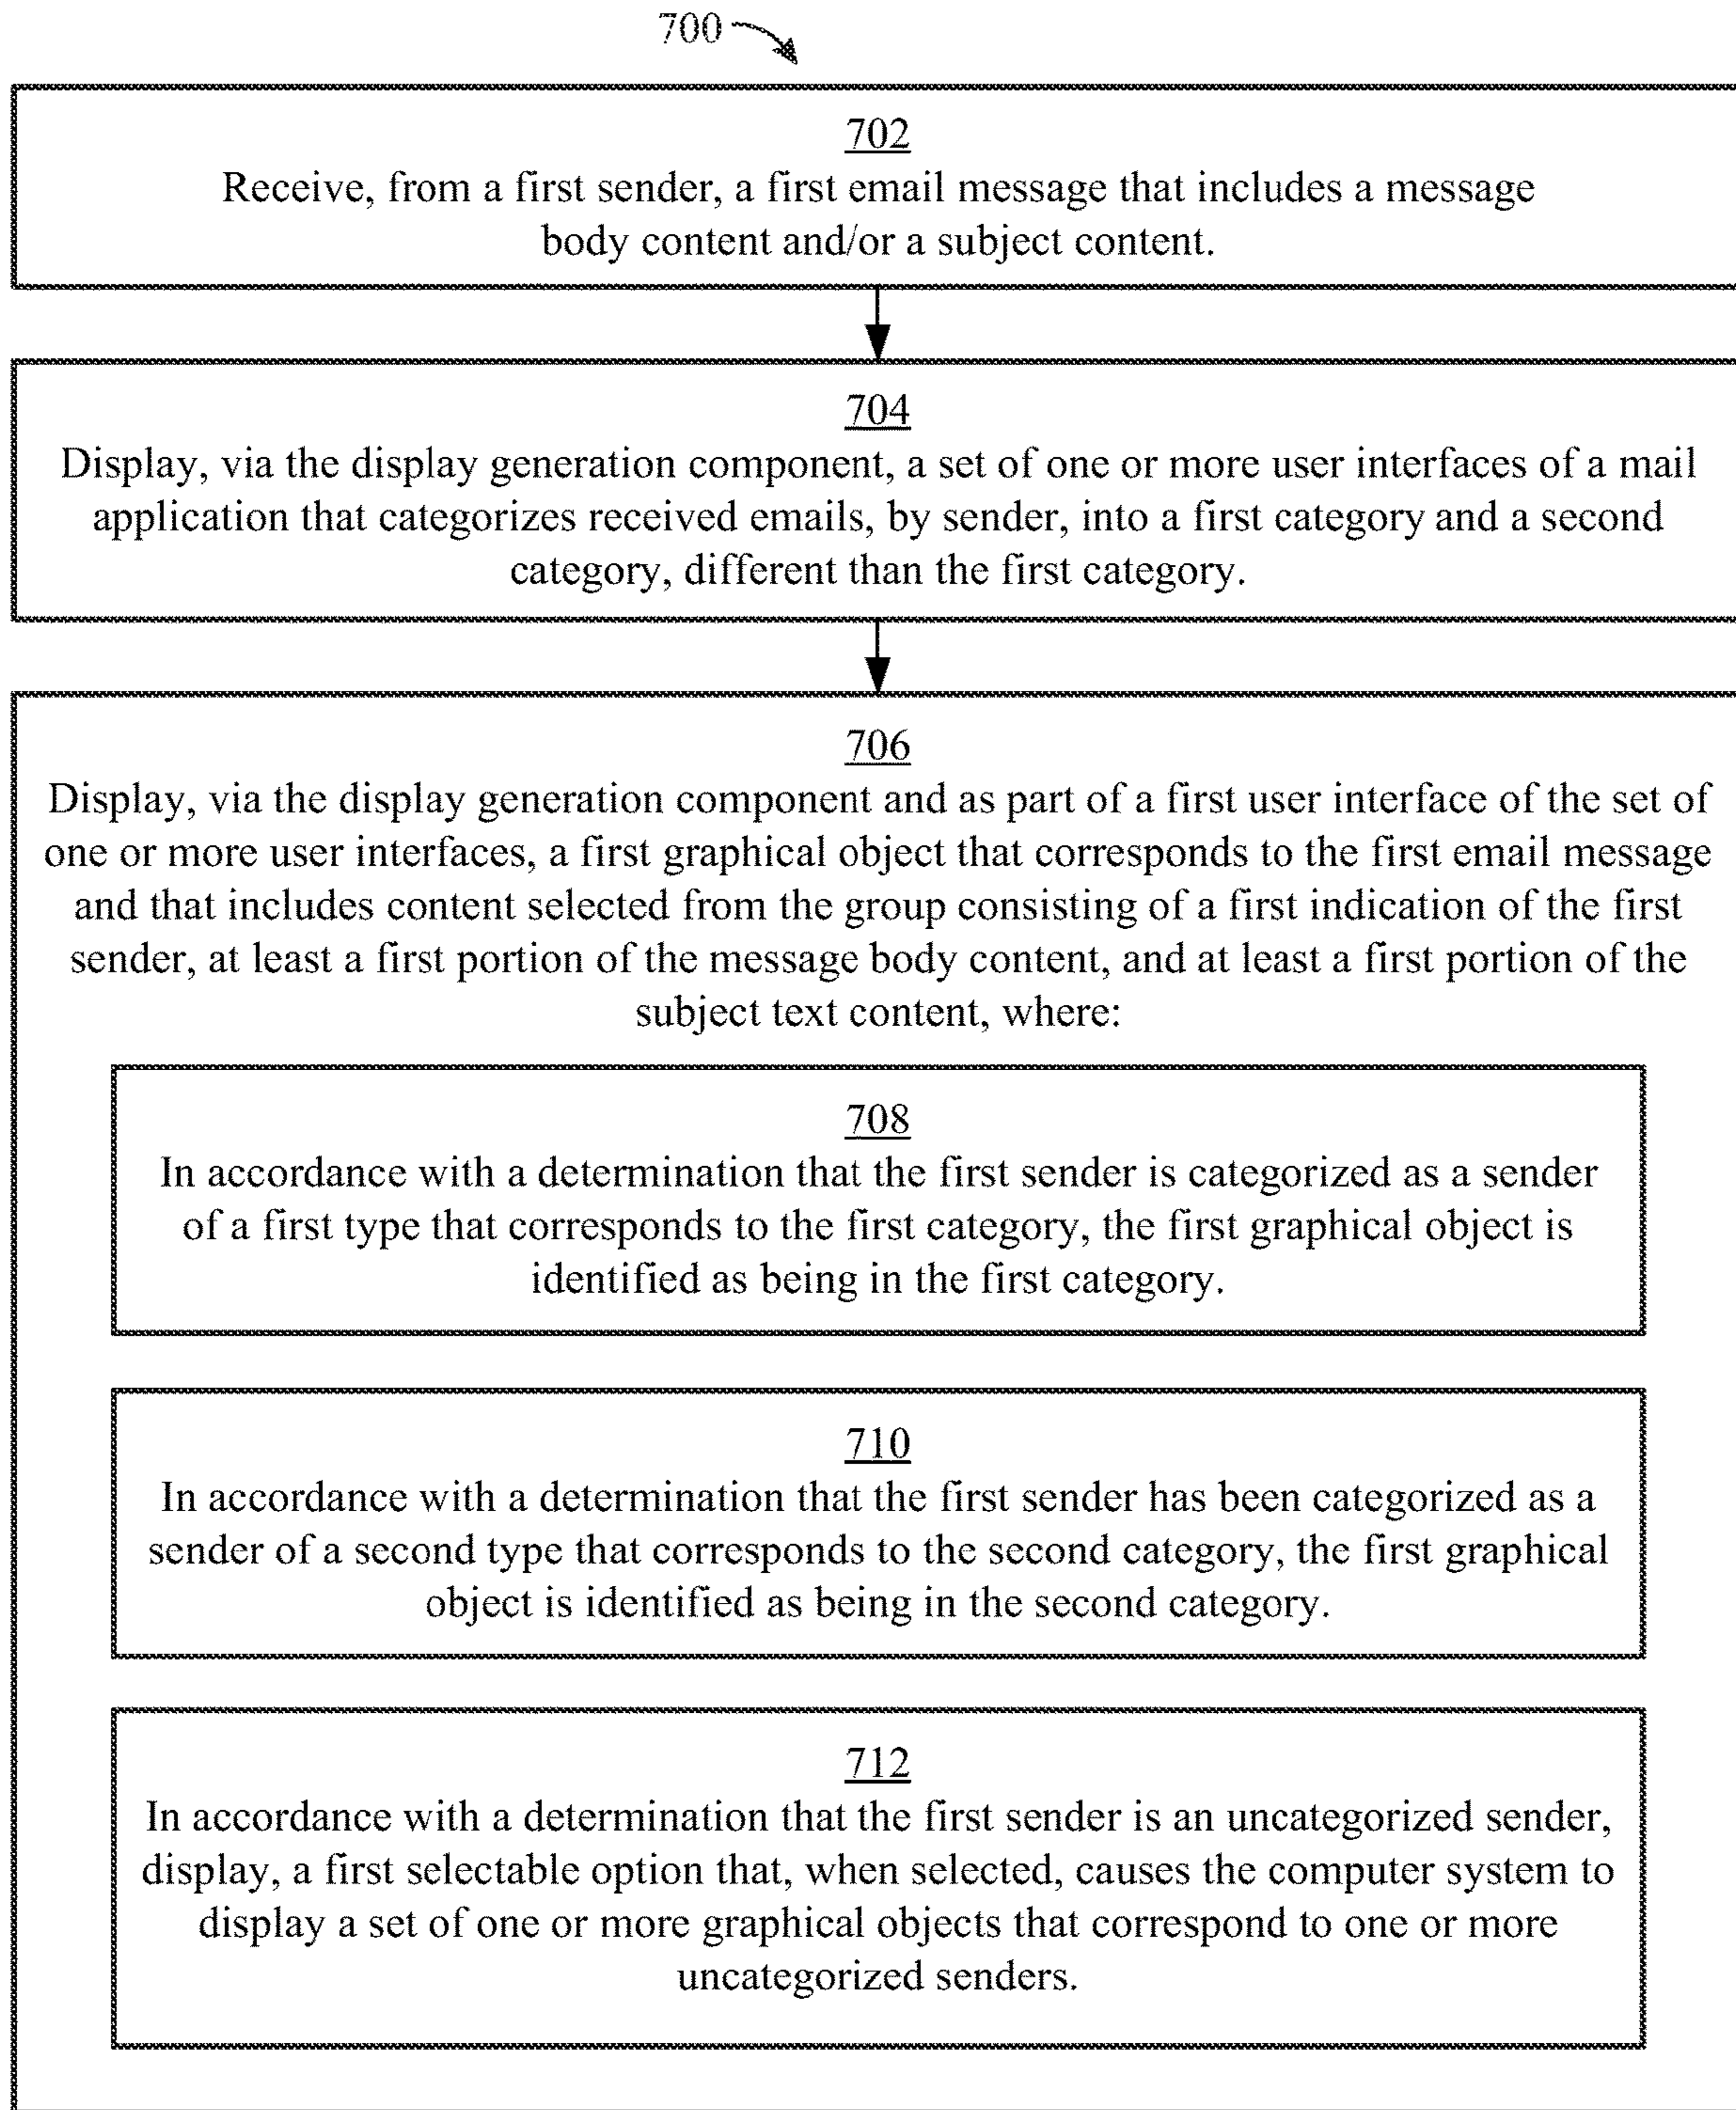 700
702
Receive, from a first sender, a first email message that includes a message
body content and/or a subject content.
704
Display, via the display generation component, a set of one or more user interfaces of a mail
application that categorizes received emails, by sender, into a first category and a second
category, different than the first category.
706
Display, via the display generation component and as part of a first user interface of the set of
one or more user interfaces, a first graphical object that corresponds to the first email message
and that includes content selected from the group consisting of a first indication of the first
sender, at least a first portion of the message body content, and at least a first portion of the
subject text content, where:
708
In accordance with a determination that the first sender is categorized as a sender
of a first type that corresponds to the first category, the first graphical object is
identified as being in the first category.
710
In accordance with a determination that the first sender has been categorized as a
sender of a second type that corresponds to the second category, the first graphical
object is identified as being in the second category.
712
In accordance with a determination that the first sender is an uncategorized sender,
display, a first selectable option that, when selected, causes the computer system to
display a set of one or more graphical objects that correspond to one or more
uncategorized senders.